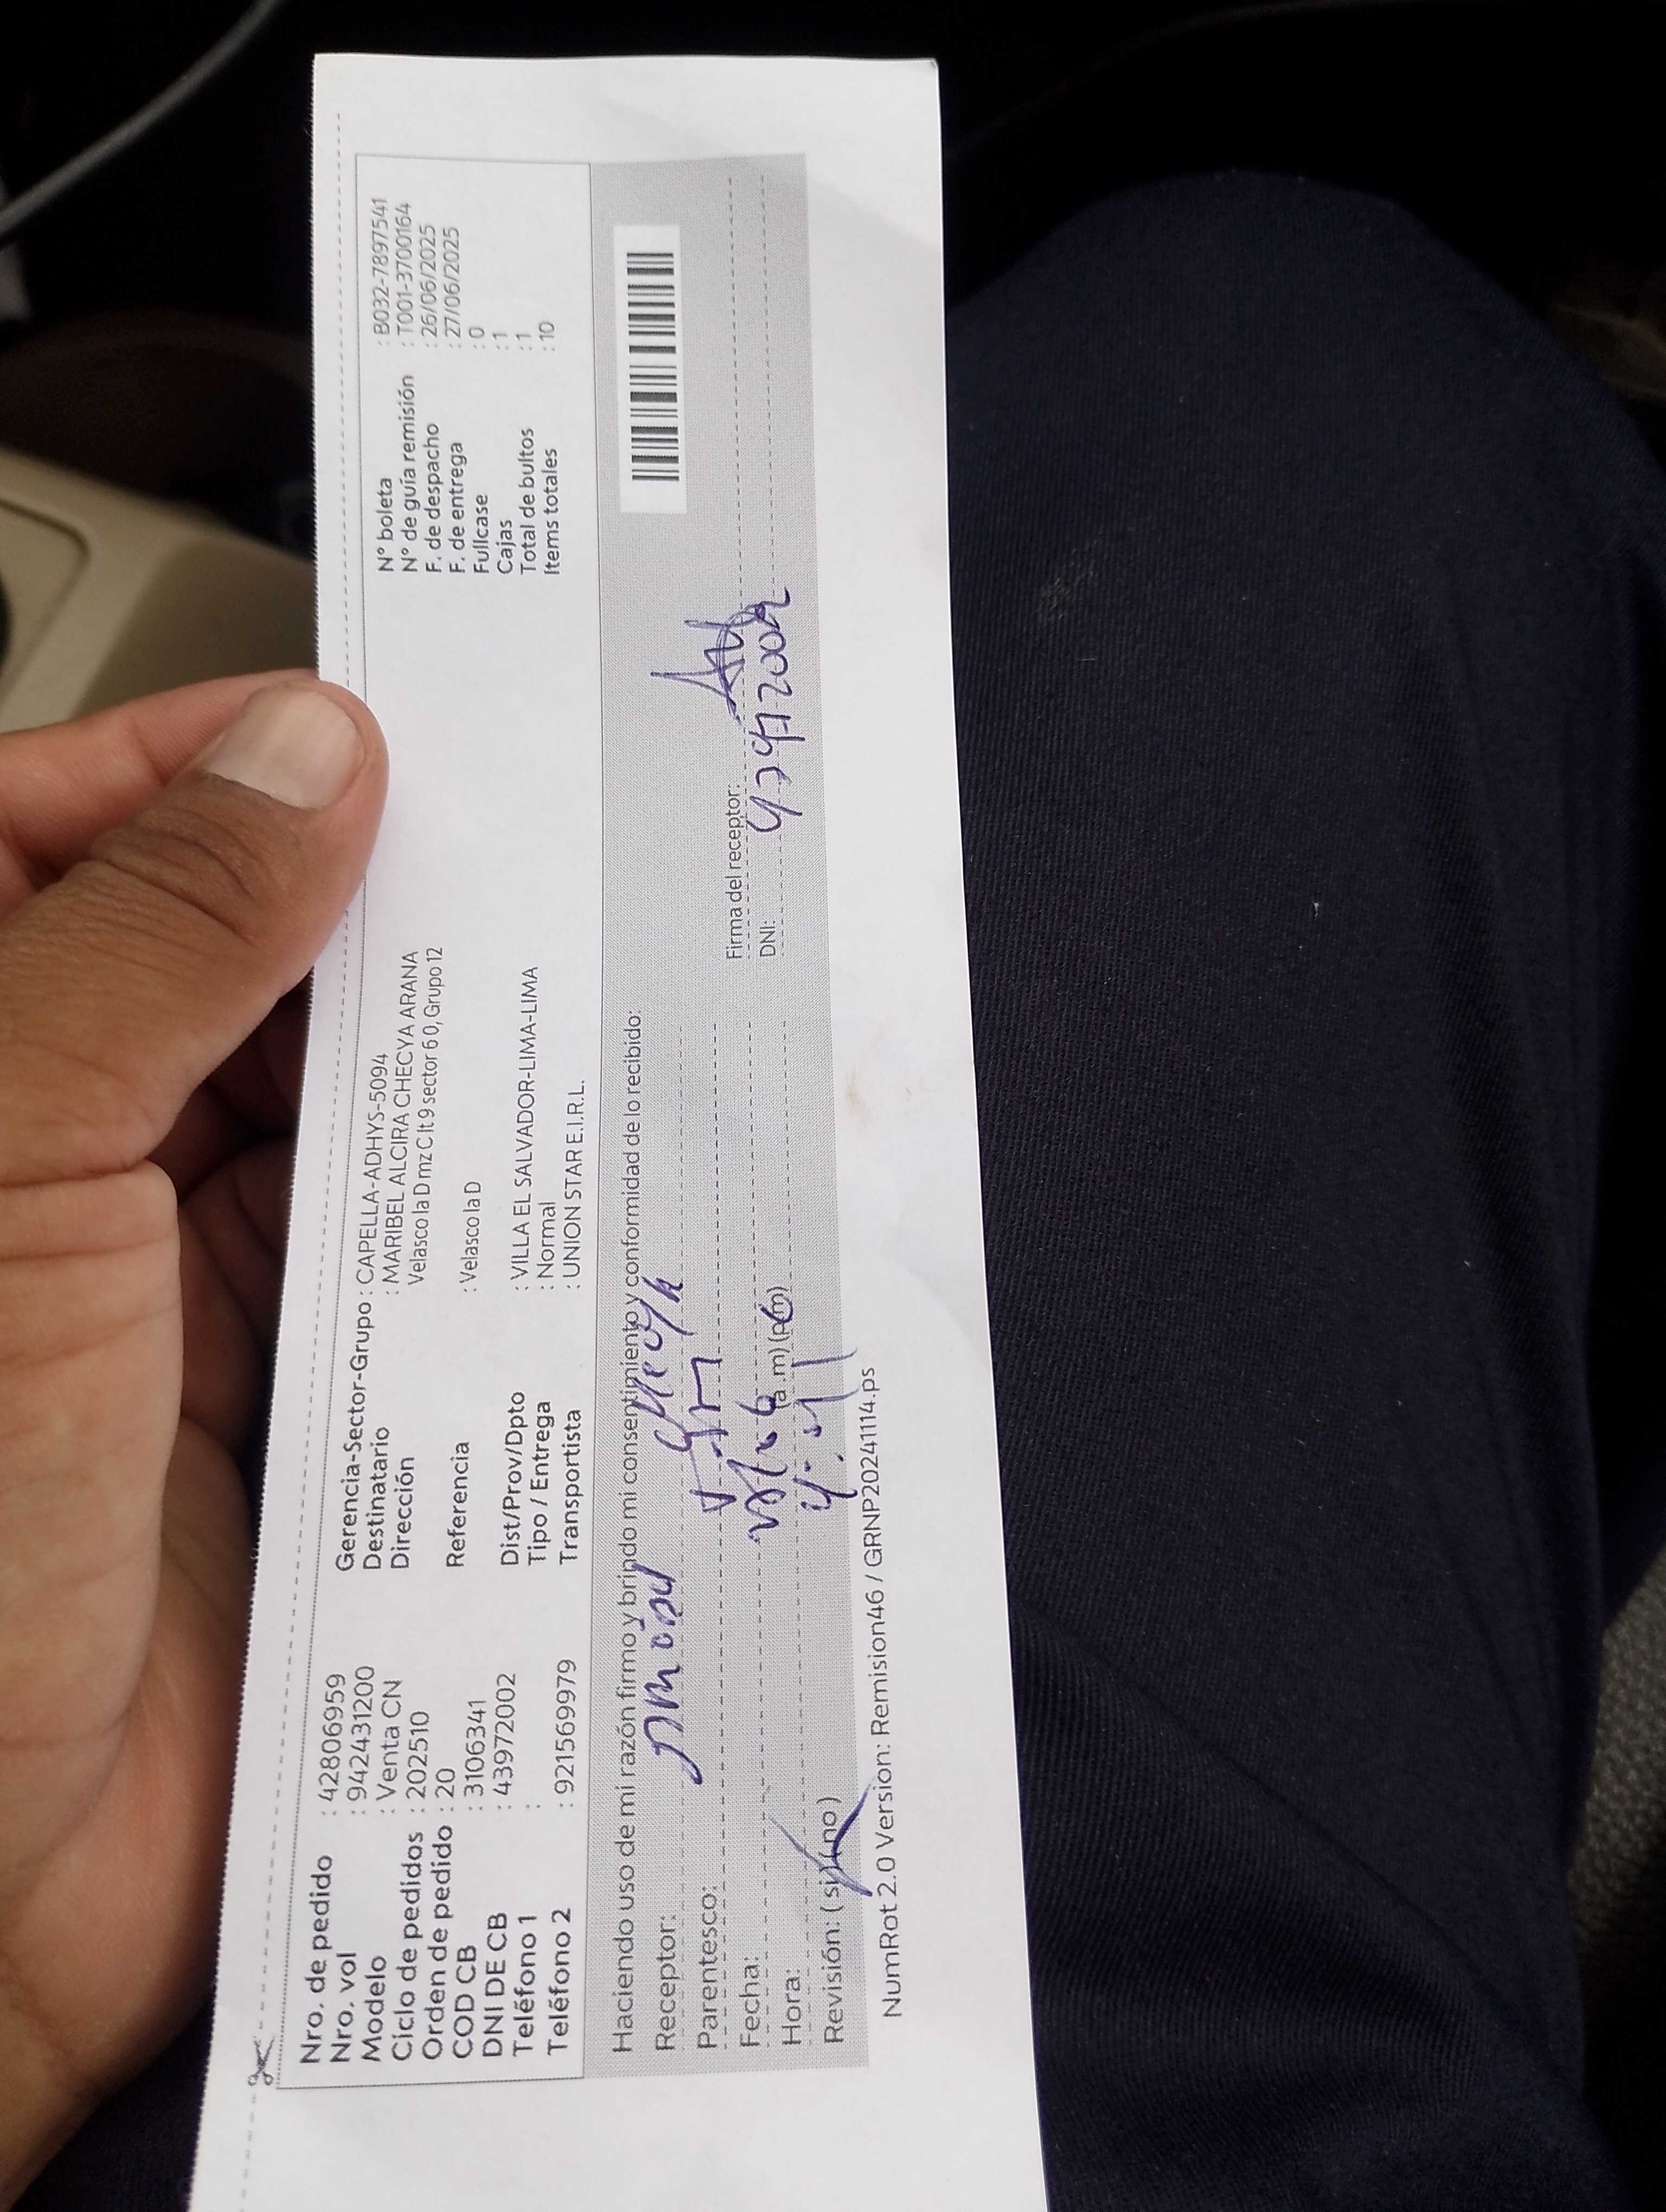 Nro. de pedido : 42806959
Nro. vol : 942431200
Modelo : Venta CN
Ciclo de pedidos : 202510
Orden de pedido : 20
COD CB : 3106341
DNI DE CB : 43972002
Teléfono 1 :
Teléfono 2 : 921569979
Gerencia-Sector-Grupo : CAPELLA-ADHYS-5094
Destinatario : MARIBEL ALCIRA CHECYA ARANA
Dirección Velasco la D mz C lt 9 sector 6 0, Grupo 12
Referencia : Velasco la D
Dist/Prov/Dpto : VILLA EL SALVADOR-LIMA-LIMA
Tipo / Entrega : Normal
Transportista : UNION STAR E.I.R.L.
N° boleta : B032-7897541
N° de guía remisión : T001-3700164
F. de despacho : 26/06/2025
F. de entrega : 27/06/2025
Fullcase : 0
Cajas : 1
Total de bultos : 1
Items totales : 10
Haciendo uso de mi razón firmo y brindo mi consentimiento y conformidad de lo recibido:
Receptor:
Parentesco:
Fecha:
Hora: (a.m) (p.m)
Revisión: ( si ) ( no )
Firma del receptor:
DNI: 43972002
NumRot 2.0 Version: Remision46 / GRNP20241114.ps